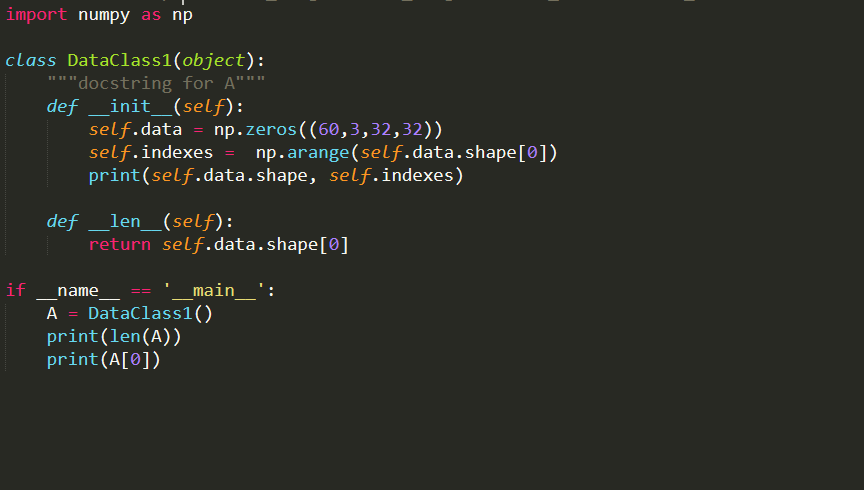 import numpy as np
class DataClass1(object):
"""docstring for A"""
def __init__(self):
self.data = np.zeros((60,3,32,32))
self.indexes =  np.arange(self.data.shape[0])
print(self.data.shape, self.indexes)
def __len__(self):
return self.data.shape[0]
if __name__ == '__main__':
A = DataClass1()
print(len(A))
print(A[0])